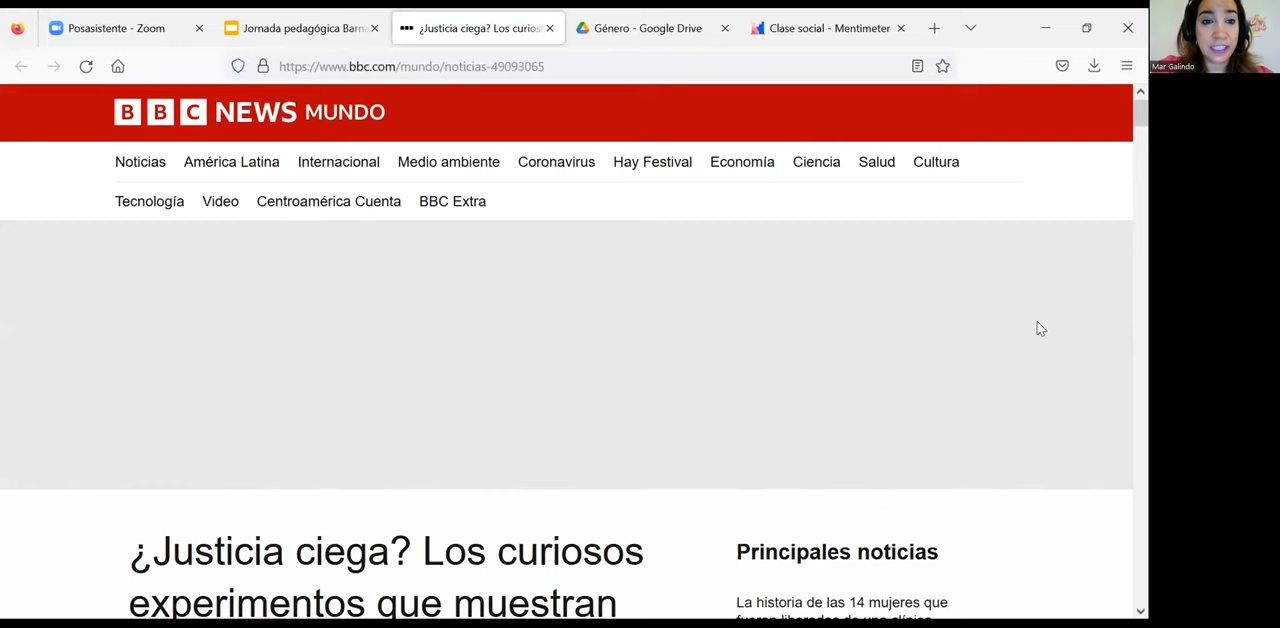 Posasistente - Zoom
Jornada pedagógica Barna
¿Justicia ciega? Los curios
Género - Google Drive
Clase social - Mentimeter
https://www.bbc.com/mundo/noticias-49093065
Mar Galindo
BBC NEWS MUNDO
Noticias América Latina Internacional Medio ambiente Coronavirus Hay Festival Economía Ciencia Salud Cultura
Tecnología Video Centroamérica Cuenta BBC Extra
¿Justicia ciega? Los curiosos
experimentos que muestran
Principales noticias
La historia de las 14 mujeres que